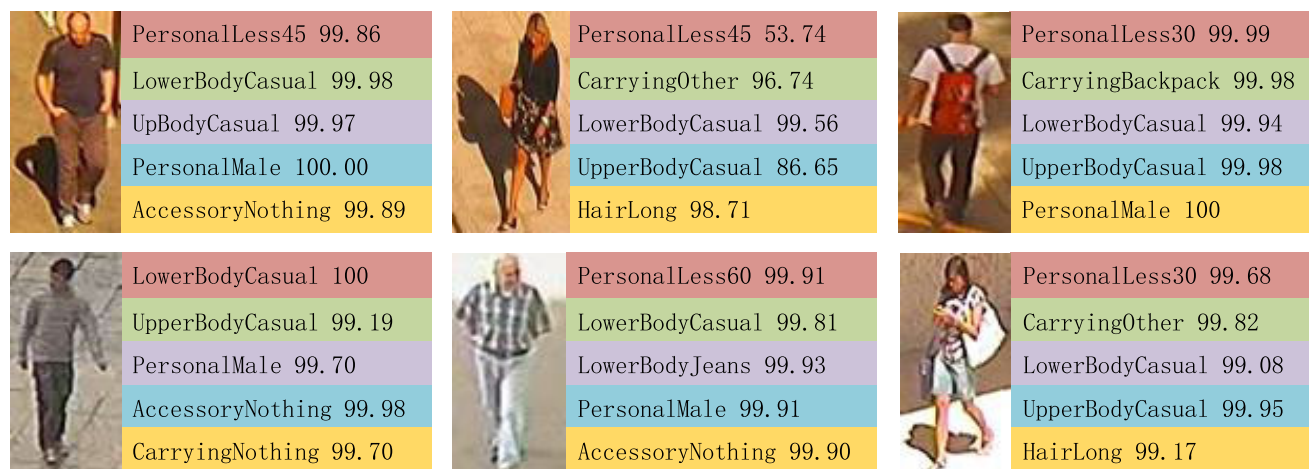 PersonalLess45 99.86
LowerBodyCasual 99.98
UpBodyCasual 99.97
PersonalMale 100.00
AccessoryNothing 99.89
PersonalLess45 53.74
CarryingOther 96.74
LowerBodyCasual 99.56
UpperBodyCasual 86.65
HairLong 98.71
PersonalLess30 99.99
CarryingBackpack 99.98
LowerBodyCasual 99.94
UpperBodyCasual 99.98
PersonalMale 100
LowerBodyCasual 100
UpperBodyCasual 99.19
PersonalMale 99.70
AccessoryNothing 99.98
CarryingNothing 99.70
PersonalLess60 99.91
LowerBodyCasual 99.81
LowerBodyJeans 99.93
PersonalMale 99.91
AccessoryNothing 99.90
PersonalLess30 99.68
CarryingOther 99.82
LowerBodyCasual 99.08
UpperBodyCasual 99.95
HairLong 99.17